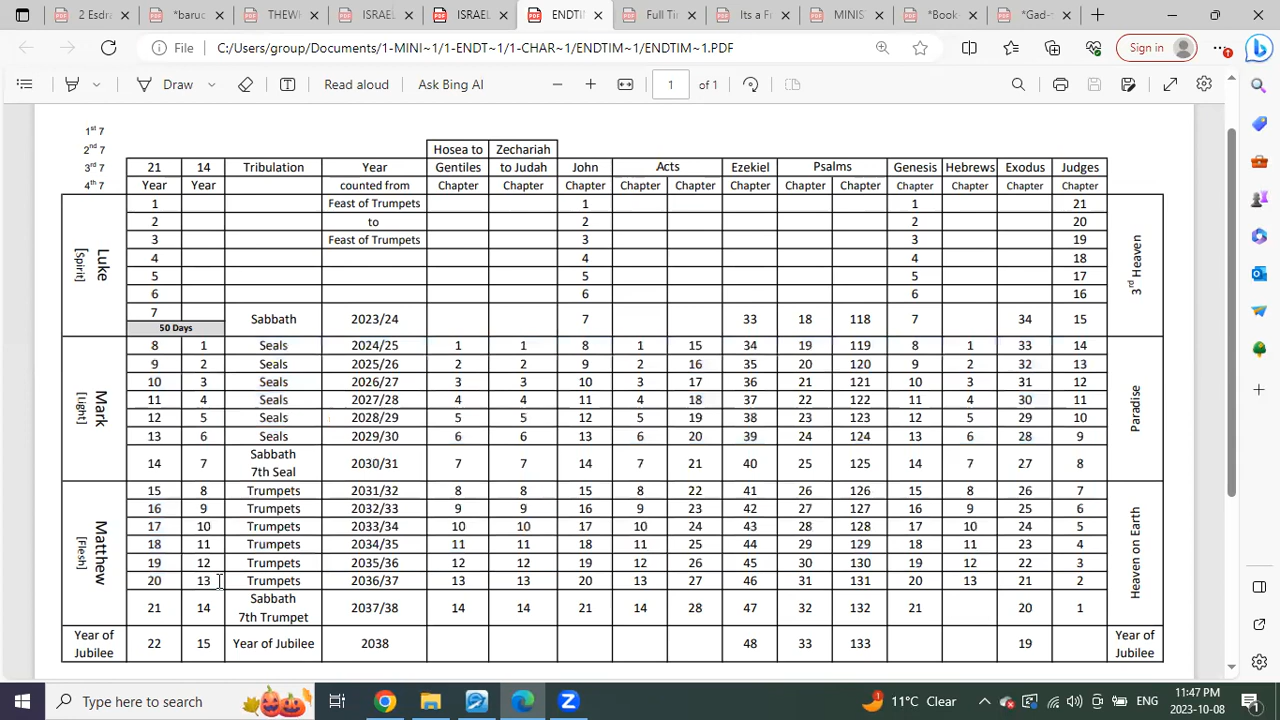 2 Esdra
*baruc
THEWI
ISRAEL
ISRAEL
ENDTIM
Full Tim
Its a Fr
MINIS
*Book-
*Gad-t
File C:/Users/group/Documents/1-MINI~1/1-ENDT~1/1-CHAR~1/ENDTIM~1/ENDTIM~1.PDF Sign in
Draw Read aloud Ask Bing AI 1 of 1
1st 7
2nd 7 Hosea to Zechariah
3rd 7 21 14 Tribulation Year Gentiles to Judah John Acts Ezekiel Psalms Genesis Hebrews Exodus Judges
4th 7 Year Year counted from Chapter Chapter Chapter Chapter Chapter Chapter Chapter Chapter Chapter Chapter Chapter Chapter
Luke
[Spirit]
1 Feast of Trumpets 1 1 21
2 to 2 2 20
3 Feast of Trumpets 3 3 19
4 4 4 18
5 5 5 17
6 6 6 16
7 Sabbath 2023/24 7 33 18 118 7 34 15
50 Days
3rd Heaven
Mark
[Light]
8 1 Seals 2024/25 1 1 8 1 15 34 19 119 8 1 33 14
9 2 Seals 2025/26 2 2 9 2 16 35 20 120 9 2 32 13
10 3 Seals 2026/27 3 3 10 3 17 36 21 121 10 3 31 12
11 4 Seals 2027/28 4 4 11 4 18 37 22 122 11 4 30 11
12 5 Seals 2028/29 5 5 12 5 19 38 23 123 12 5 29 10
13 6 Seals 2029/30 6 6 13 6 20 39 24 124 13 6 28 9
14 7 Sabbath 7th Seal 2030/31 7 7 14 7 21 40 25 125 14 7 27 8
Paradise
Matthew
[Flesh]
15 8 Trumpets 2031/32 8 8 15 8 22 41 26 126 15 8 26 7
16 9 Trumpets 2032/33 9 9 16 9 23 42 27 127 16 9 25 6
17 10 Trumpets 2033/34 10 10 17 10 24 43 28 128 17 10 24 5
18 11 Trumpets 2034/35 11 11 18 11 25 44 29 129 18 11 23 4
19 12 Trumpets 2035/36 12 12 19 12 26 45 30 130 19 12 22 3
20 13 Trumpets 2036/37 13 13 20 13 27 46 31 131 20 13 21 2
21 14 Sabbath 7th Trumpet 2037/38 14 14 21 14 28 47 32 132 21 20 1
Heaven on Earth
Year of Jubilee 22 15 Year of Jubilee 2038 48 33 133 19 Year of Jubilee
Type here to search 11°C Clear ENG 11:47 PM
2023-10-08
1